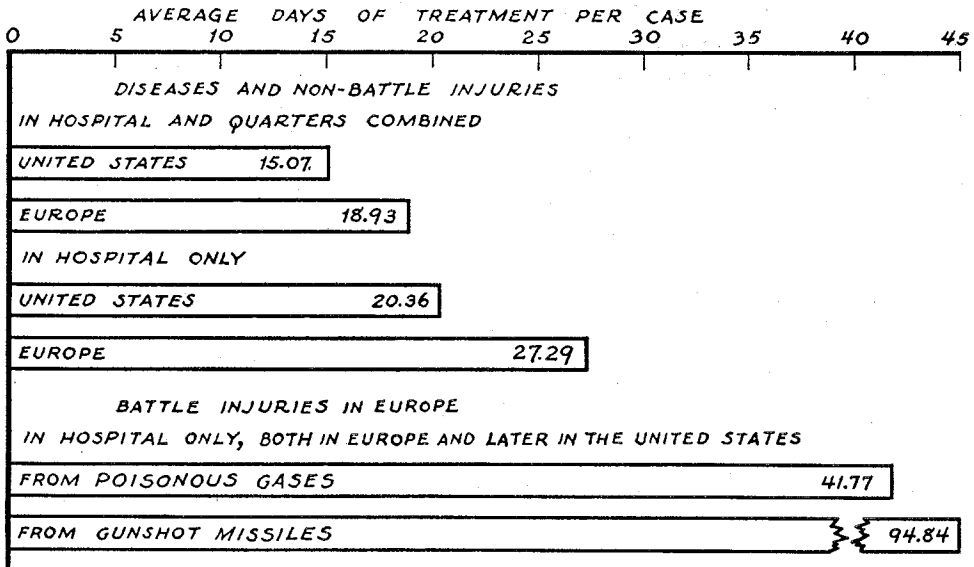 AVERAGE DAYS OF TREATMENT PER CASE
0 5 10 15 20 25 30 35 40 45
DISEASES AND NON-BATTLE INJURIES
IN HOSPITAL AND QUARTERS COMBINED
UNITED STATES 15.07
EUROPE 18.93
IN HOSPITAL ONLY
UNITED STATES 20.36
EUROPE 27.29
BATTLE INJURIES IN EUROPE
IN HOSPITAL ONLY, BOTH IN EUROPE AND LATER IN THE UNITED STATES
FROM POISONOUS GASES 41.77
FROM GUNSHOT MISSILES 94.84